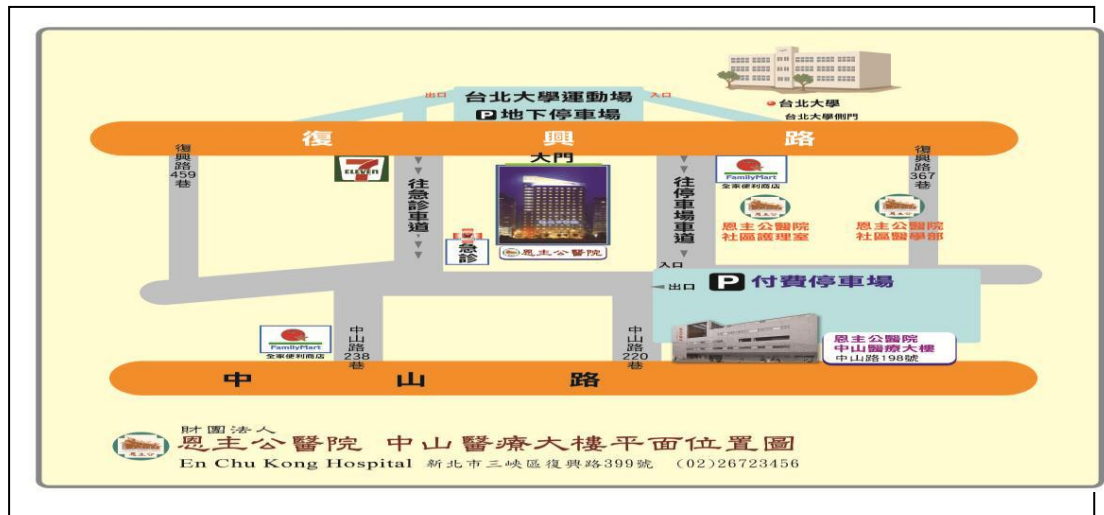 台北大學運動場
P地下停車場
出口
入口
台北大學
台北大學側門
復興路
復興路459巷
7
ELEVEN
往急診車道
大門
恩主公醫院
急診
往停車場車道
FamilyMart
全家便利商店
恩主公醫院
社區護理室
復興路367巷
恩主公醫院
社區醫學部
入口
出口
P 付費停車場
FamilyMart
全家便利商店
中山路238巷
中山路220巷
恩主公醫院
中山醫療大樓
中山路198號
中山路
財團法人
恩主公醫院 中山醫療大樓平面位置圖
En Chu Kong Hospital 新北市三峽區復興路399號 (02)26723456
恩主公